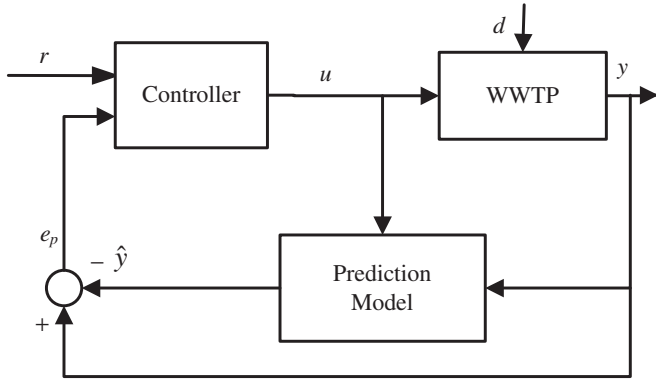 d
r
u
y
Controller
WWTP
e_p
− ŷ
Prediction
Model
+